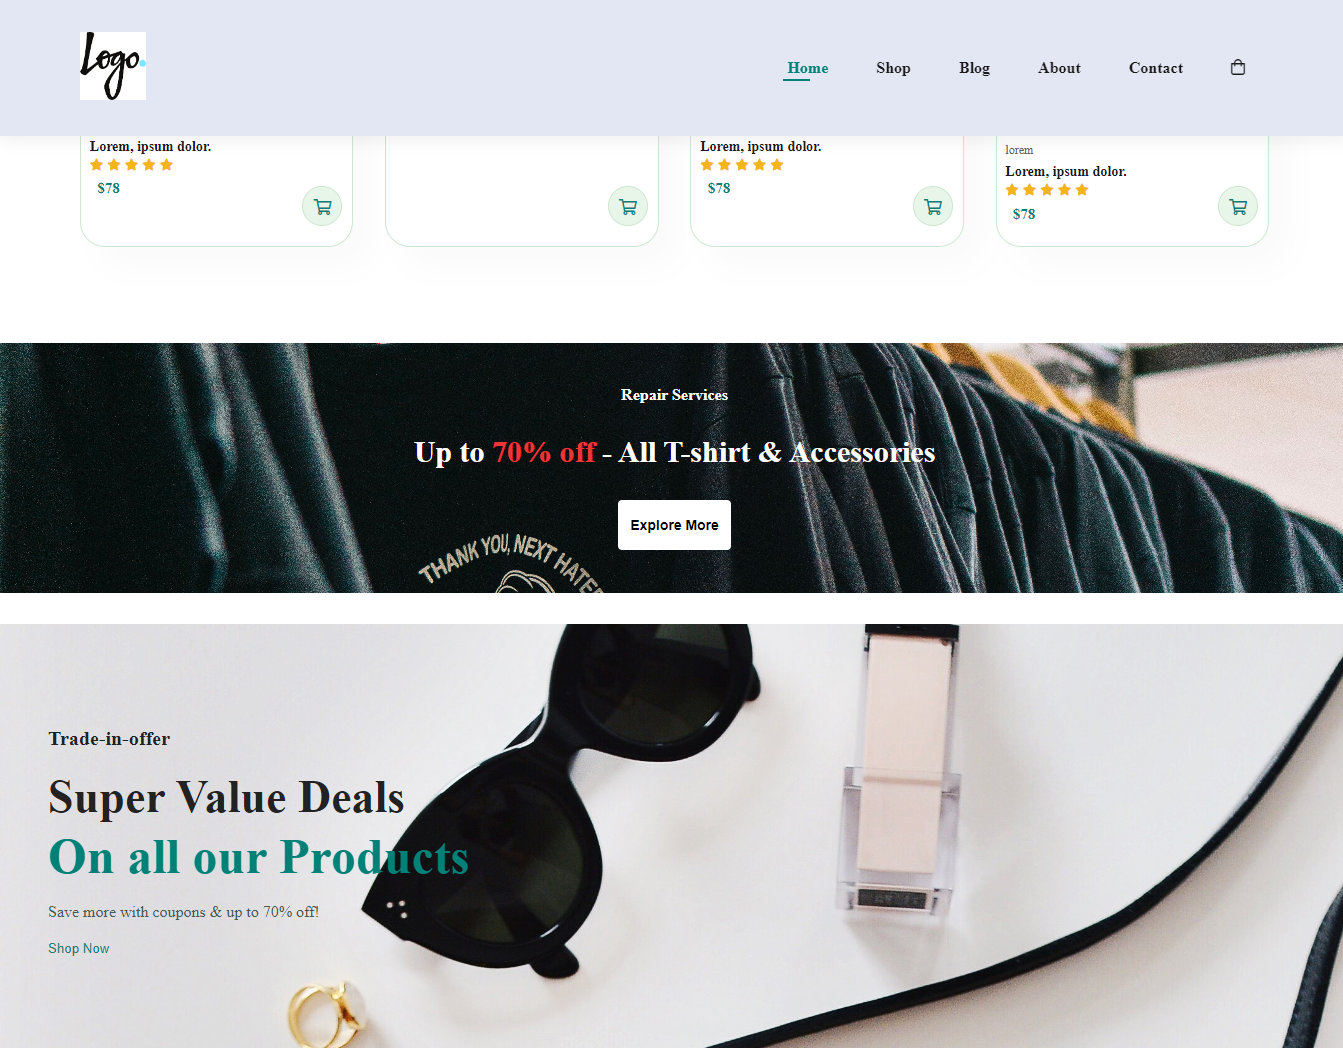 Logo.
Home Shop Blog About Contact
lorem
Lorem, ipsum dolor.
$78
Lorem, ipsum dolor.
$78
Lorem, ipsum dolor.
$78
Repair Services
Up to 70% off - All T-shirt & Accessories
Explore More
THANK YOU, NEXT HATER
Trade-in-offer
Super Value Deals
On all our Products
Save more with coupons & up to 70% off!
Shop Now